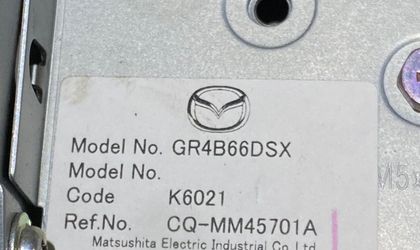 Model No. GR4B66DSX
Model No.
Code K6021
Ref.No. CQ-MM45701A
Matsushita Electric Industrial Co.,Ltd.